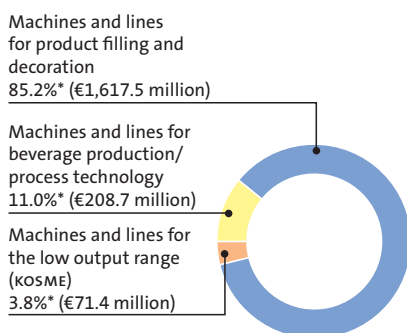 Machines and lines
for product filling and
decoration
85.2%* (€1,617.5 million)
Machines and lines for
beverage production/
process technology
11.0%* (€208.7 million)
Machines and lines for
the low output range
(KOSME)
3.8%* (€71.4 million)